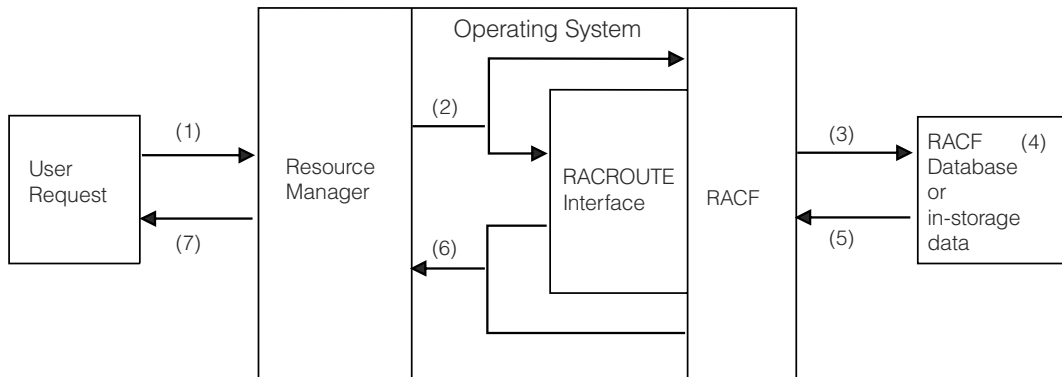 Operating System
(1)
(2)
(3)
User
Request
Resource
Manager
RACROUTE
Interface
RACF
RACF (4)
Database
or
in-storage
data
(7)
(6)
(5)